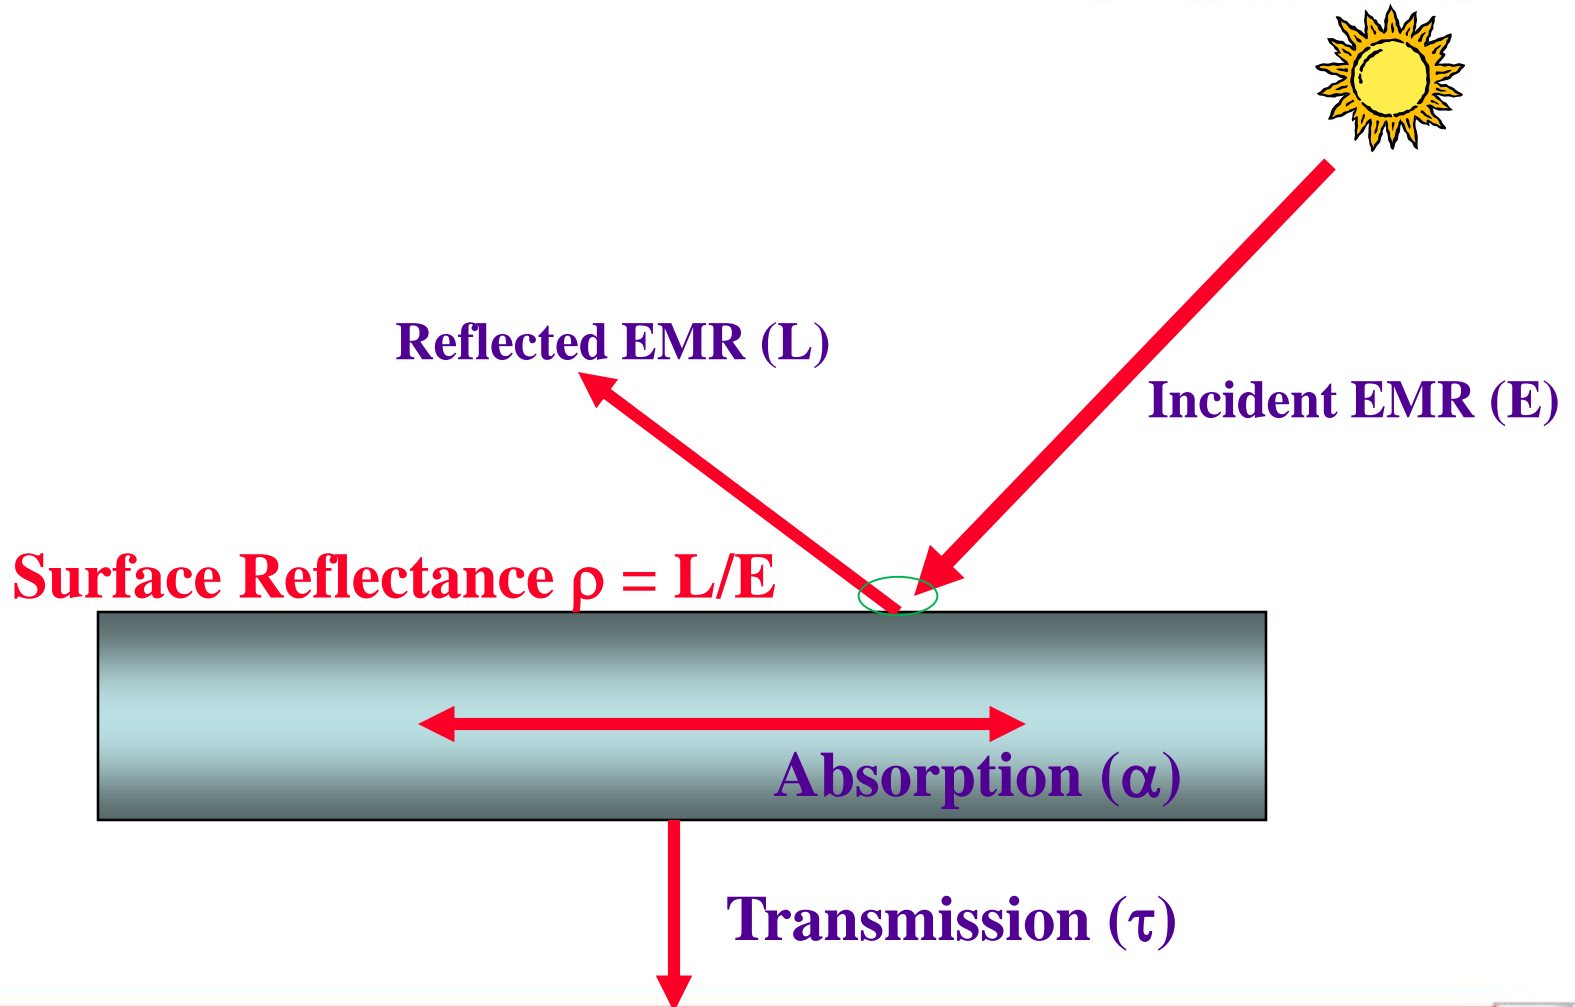 Reflected EMR (L)
Incident EMR (E)
Surface Reflectance ρ = L/E
Absorption (α)
Transmission (τ)